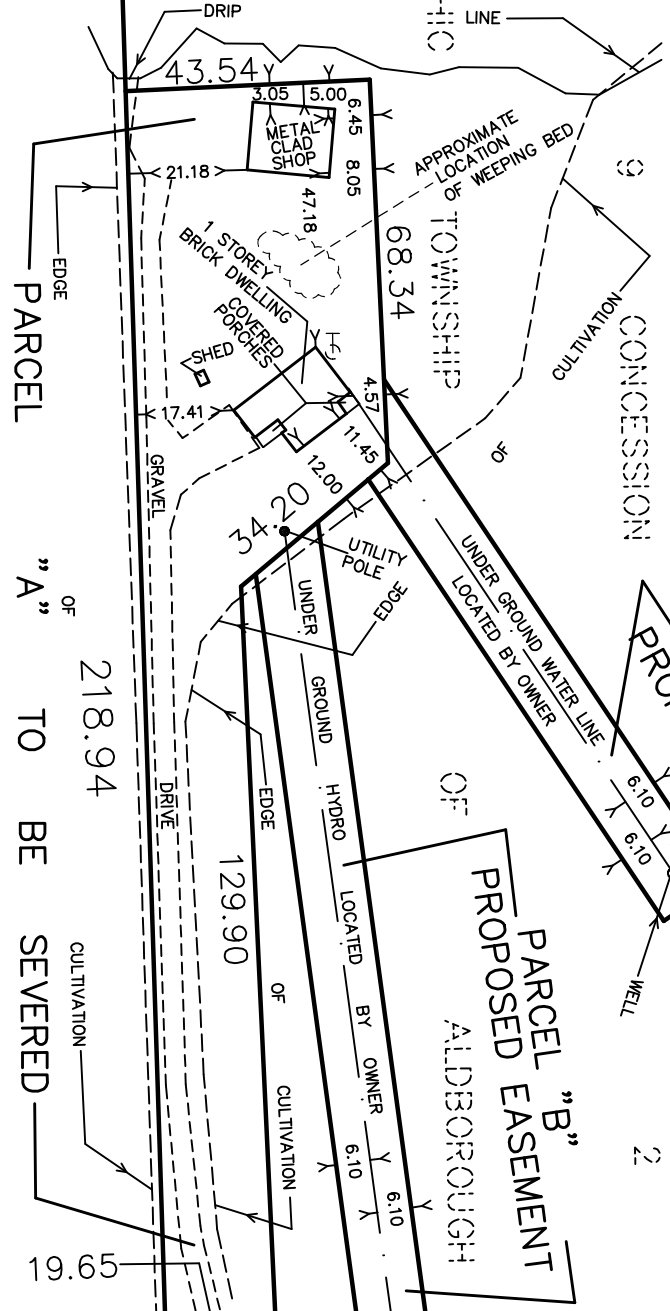 DRIP
LINE
HIC
43.54
3.05
5.00
6.45
8.05
METAL
CLAD
SHOP
21.18
47.18
APPROXIMATE
LOCATION
OF WEEPING BED
9
EDGE
1 STOREY
BRICK DWELLING
COVERED
PORCHES
SHED
68.34
TOWNSHIP
CULTIVATION
CONCESSION
PARCEL
17.41
4.57
11.45
12.00
OF
GRAVEL
34.20
UTILITY
POLE
EDGE
UNDER GROUND WATER LINE
LOCATED BY OWNER
OF
"A"
218.94
TO
BE
SEVERED
UNDER
GROUND
HYDRO
LOCATED
BY
OWNER
OF
6.10
6.10
DRIVE
EDGE
129.90
OF
CULTIVATION
PARCEL "B"
PROPOSED EASEMENT
WELL
CULTIVATION
ALDBOROUGH
2
6.10
6.10
19.65